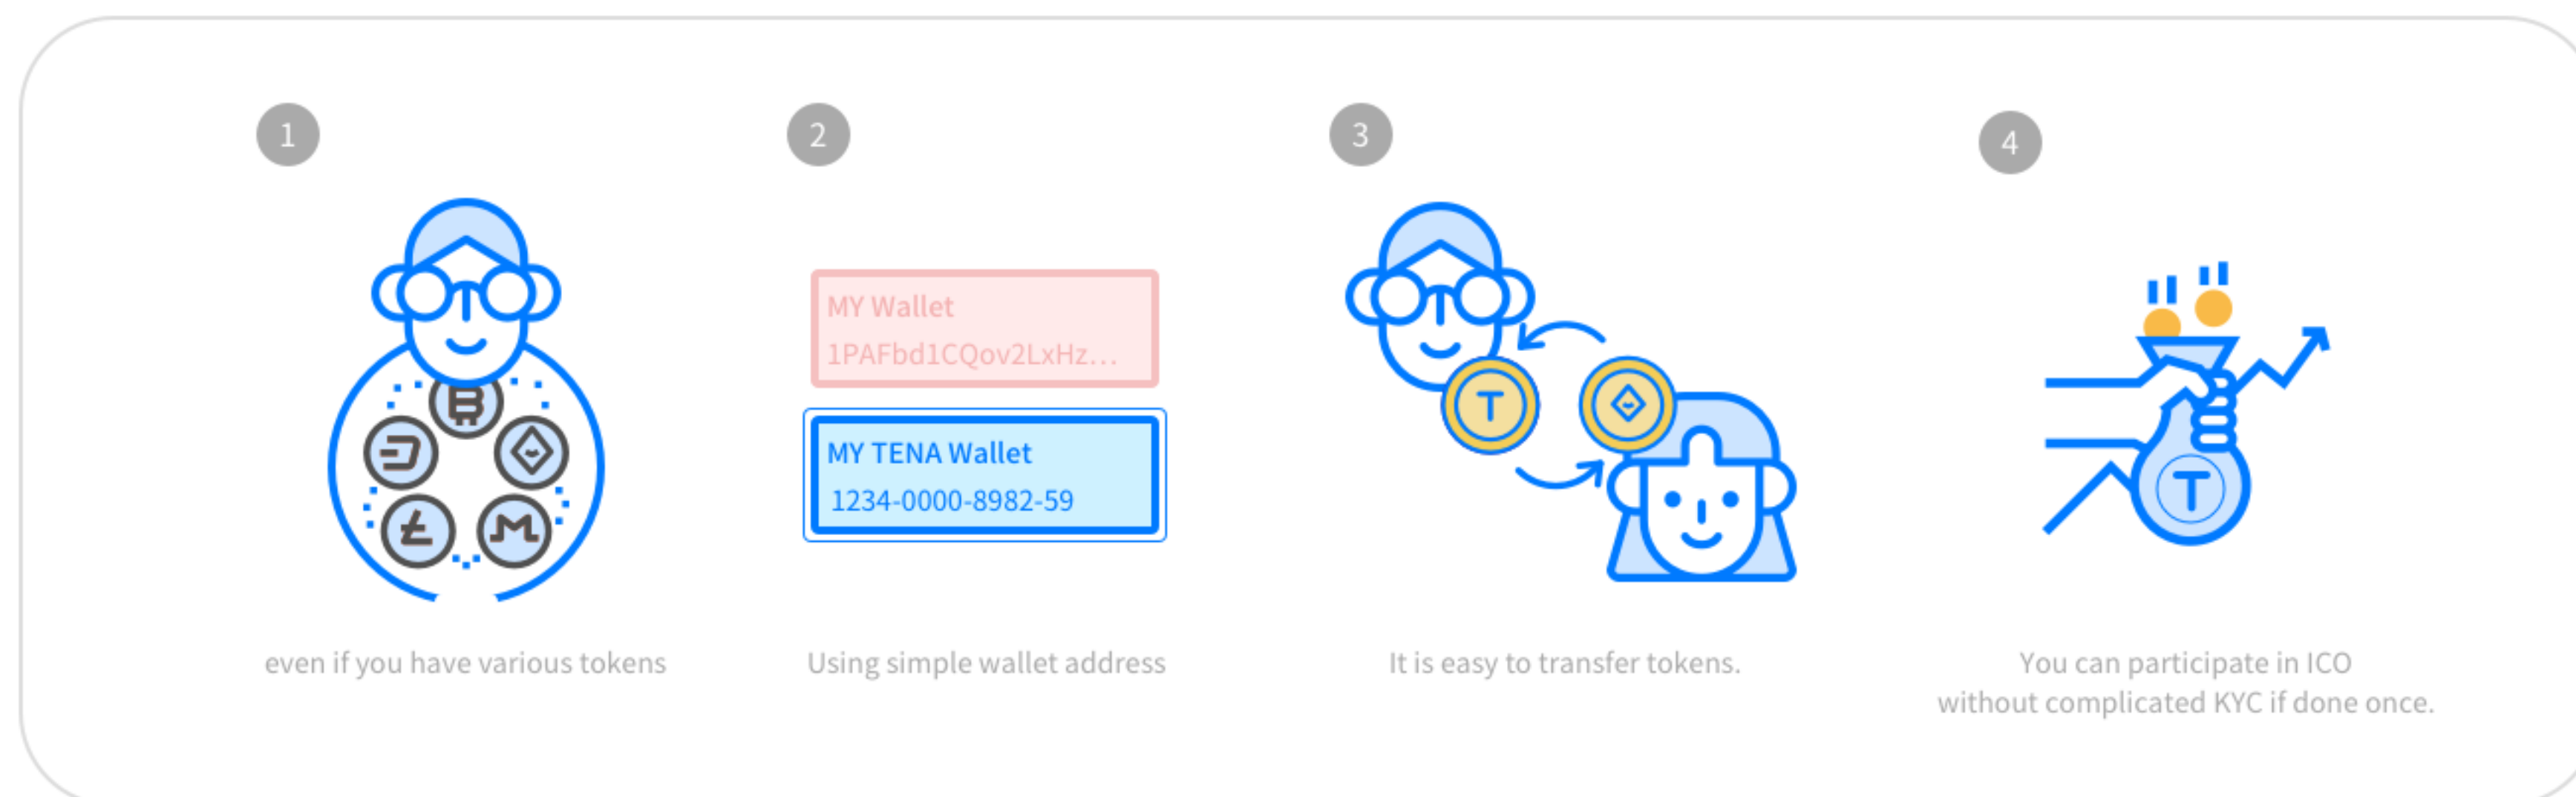 1
2
3
4
MY Wallet
1PAFbd1CQov2LxHz...
MY TENA Wallet
1234-0000-8982-59
T
T
even if you have various tokens
Using simple wallet address
It is easy to transfer tokens.
You can participate in ICO
without complicated KYC if done once.